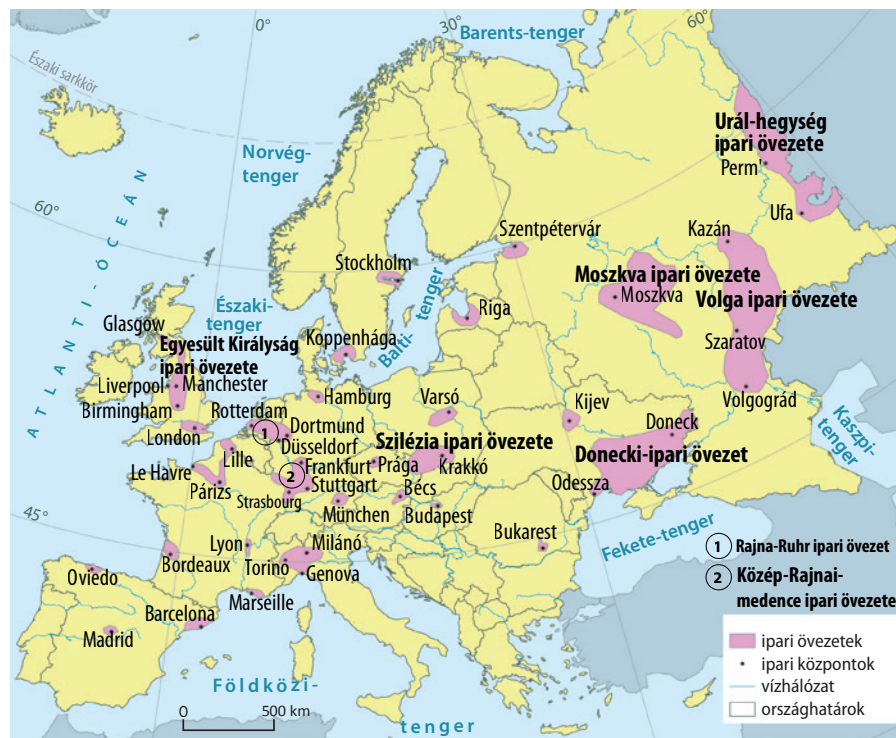 0°
30°
60°
Barents-tenger
Északi sarkkör
Norvég-
tenger
60°
ATLANTI-ÓCEÁN
Urál-hegység
ipari övezete
Perm'
Ufa
Kazán
Szentpétervár
Stockholm
Moszkva ipari övezete
Moszkva
Volga ipari övezete
Riga
Balti-
tenger
Északi-
tenger
Glasgow
Koppenhága
Egyesült Királyság
ipari övezete
Szaratov
Liverpool
Manchester
Birmingham
Rotterdam
Hamburg
Varsó
Kijev
Volgográd
Doneck
Kaszpi-
tenger
London
1
Dortmund
Düsseldorf
Szilézia ipari övezete
Donecki-ipari övezet
Lille
2
Frankfurt
Prága
Krakkó
Le Havre
Stuttgart
Bécs
Odessza
Párizs
Strasbourg
München
Budapest
Bukarest
Fekete-tenger
45°
Lyon
Milánó
Bordeaux
Torinó
Genova
Oviedo
Marseille
Barcelona
Madrid
Földközi-
tenger
0
500 km
1 Rajna-Ruhr ipari övezet
2 Közép-Rajnai-
medence ipari övezete
ipari övezetek
ipari központok
vízhálózat
országhatárok